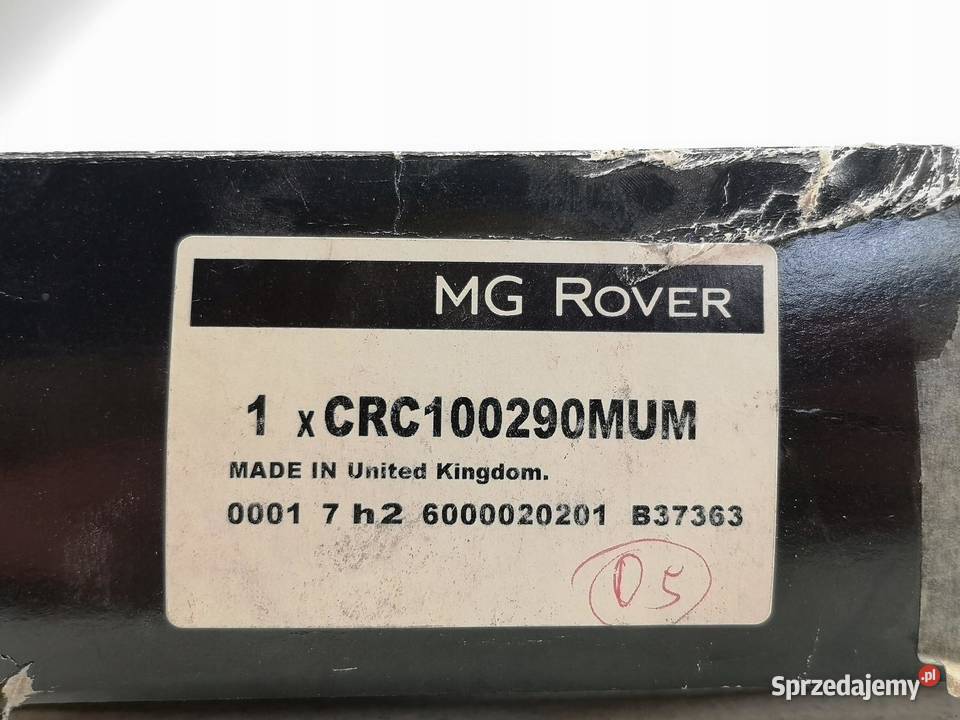 MG ROVER
1 x CRC100290MUM
MADE IN United Kingdom.
0001 7 h2 6000020201 B37363
05
Sprzedajemy.pl